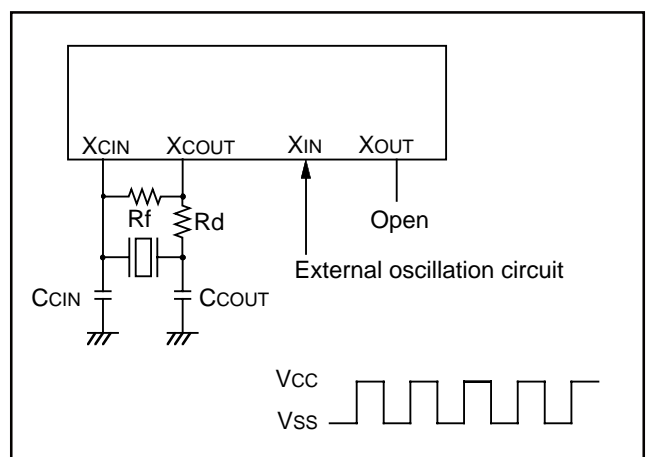 XCIN XCOUT XIN XOUT
Rf Rd
Open
External oscillation circuit
CCIN CCOUT
VCC
VSS